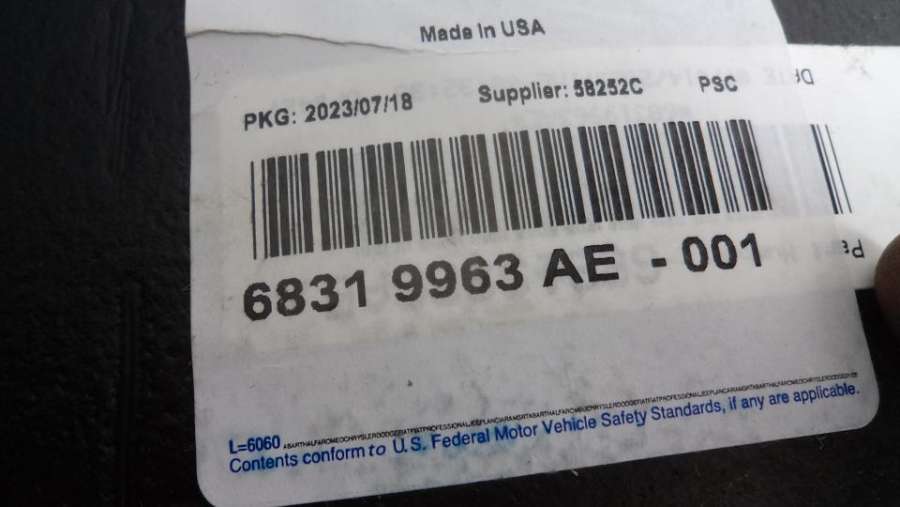 Made In USA
PKG: 2023/07/18 Supplier: 58252C PSC
6831 9963 AE - 001
L=6060
Contents conform to U.S. Federal Motor Vehicle Safety Standards, if any are applicable.